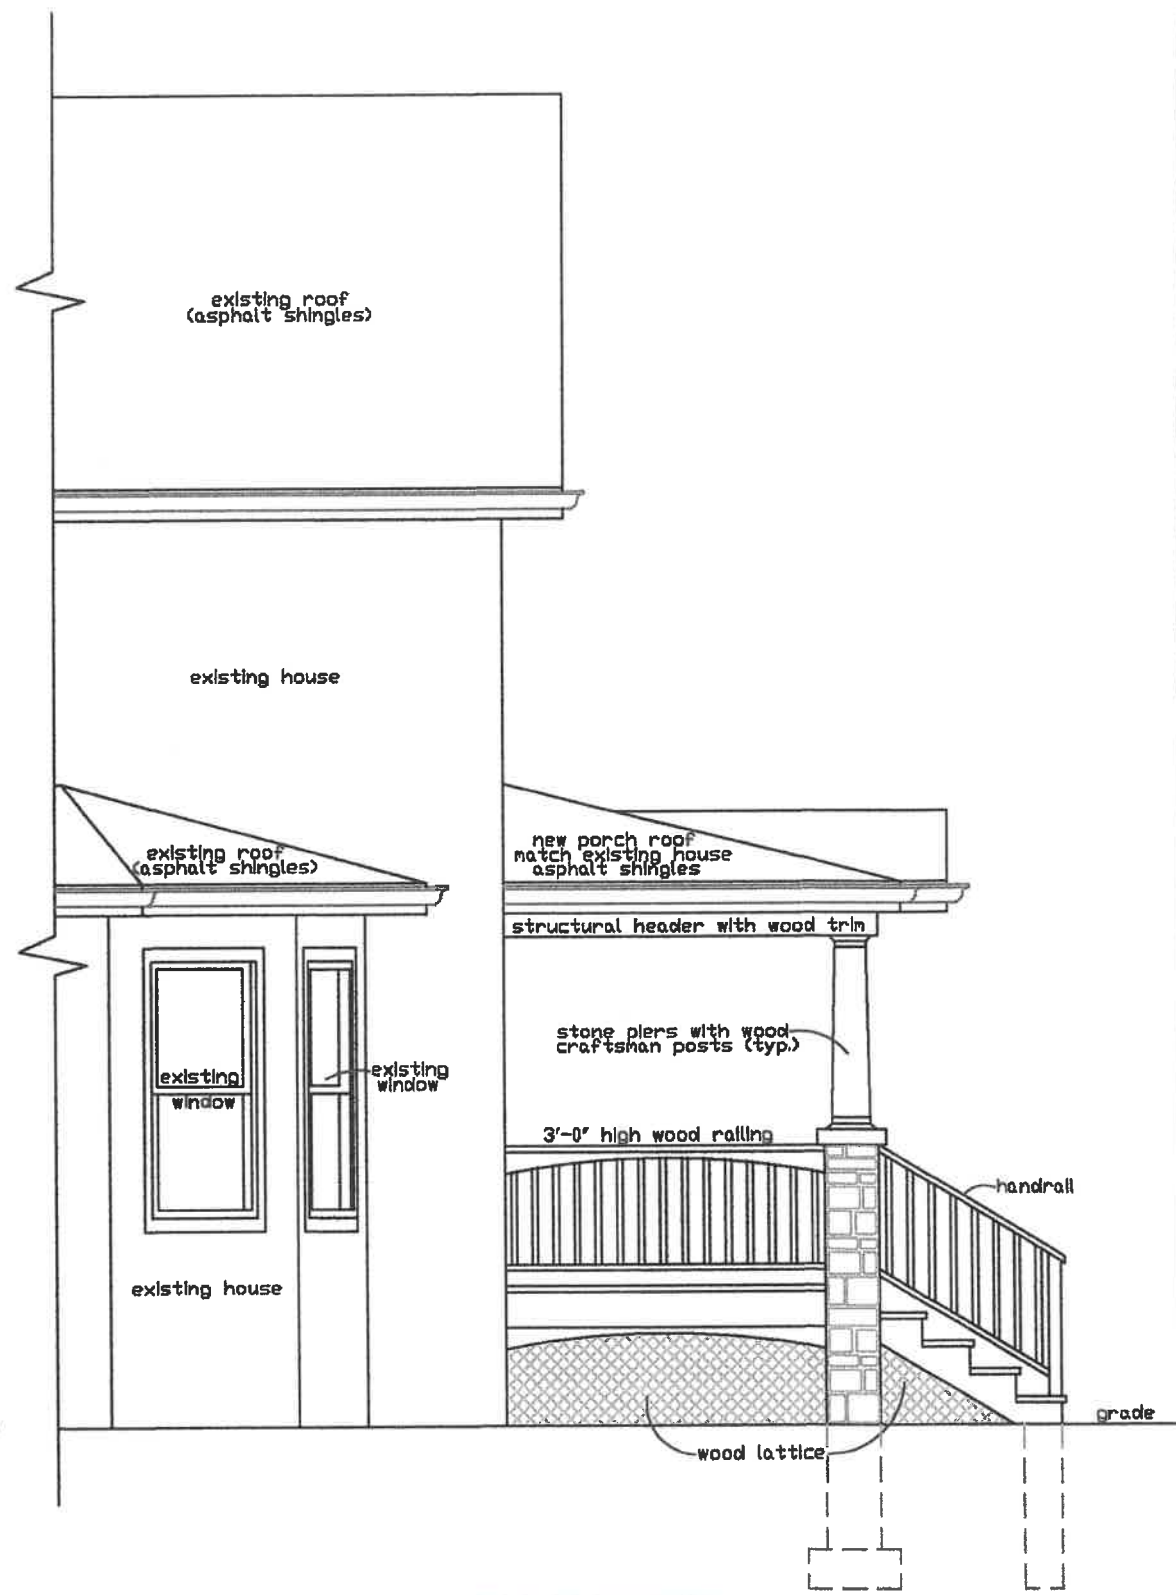 existing roof
(asphalt shingles)
existing house
existing roof
(asphalt shingles)
new porch roof
match existing house
asphalt shingles
structural header with wood trim
stone piers with wood
craftsman posts (typ.)
existing
window
existing
window
3'-0" high wood railing
handrail
existing house
grade
wood lattice